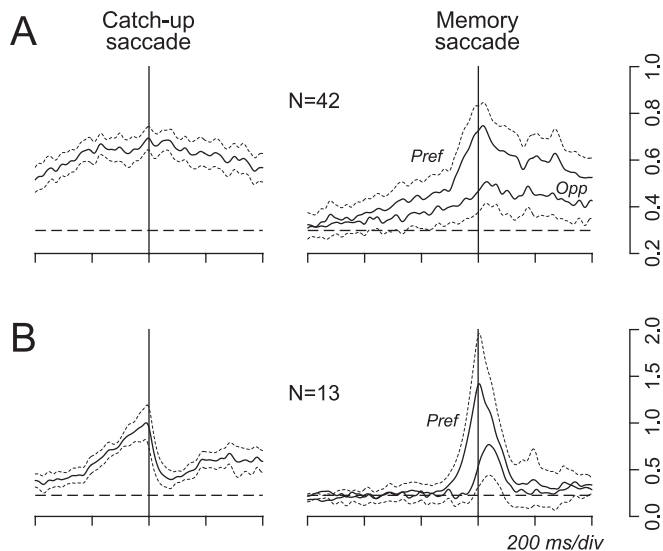 Catch-up
saccade
Memory
saccade
A
N=42
Pref
Opp
1.0
0.8
0.6
0.4
0.2
B
N=13
Pref
2.0
1.5
1.0
0.5
0.0
200 ms/div